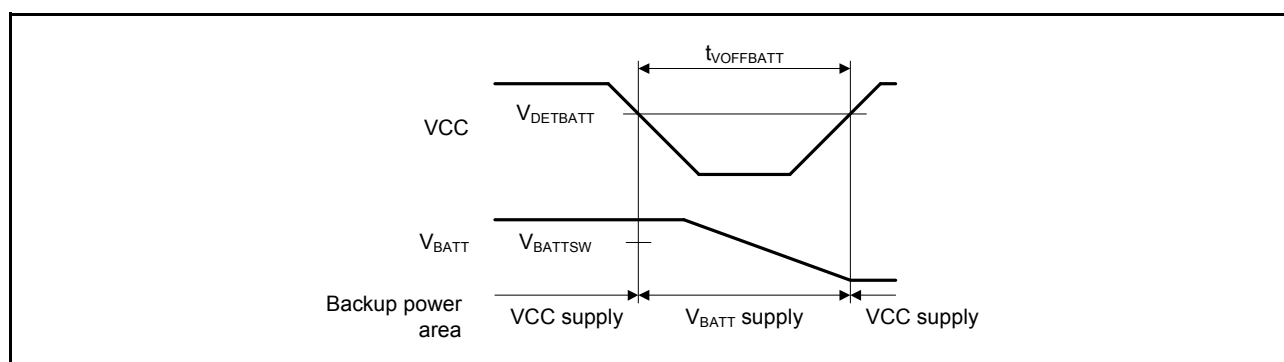 tVOFFBATT
VCC
VDETBATT
VBATT
VBATTSW
Backup power
area
VCC supply
VBATT supply
VCC supply